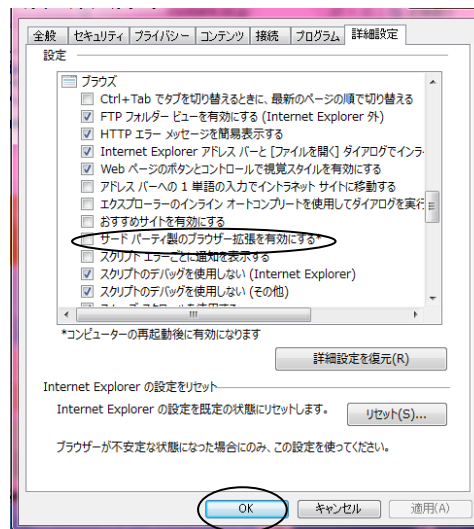 全般 セキュリティ プライバシー コンテンツ 接続 プログラム 詳細設定
設定
ブラウズ
Ctrl+Tab でタブを切り替えるときに、最新のページの順で切り替える
FTP フォルダー ビューを有効にする (Internet Explorer 外)
HTTP エラー メッセージを簡易表示する
Internet Explorer アドレス バーと [ファイルを開く] ダイアログでインラ-
Web ページのボタンとコントロールで視覚スタイルを有効にする
アドレス バーへの 1 単語の入力でイントラネット サイトに移動する
エクスプローラーのインライン オートコンプリートを使用してダイアログを実行
おすすめサイトを有効にする
サード パーティ製のブラウザー拡張を有効にする*
スクリプト エラーごとに通知を表示する
スクリプトのデバッグを使用しない (Internet Explorer)
スクリプトのデバッグを使用しない (その他)
*コンピューターの再起動後に有効になります
詳細設定を復元(R)
Internet Explorer の設定をリセット
Internet Explorer の設定を既定の状態にリセットします。
リセット(S)...
ブラウザーが不安定な状態になった場合にのみ、この設定を使ってください。
OK キャンセル 適用(A)